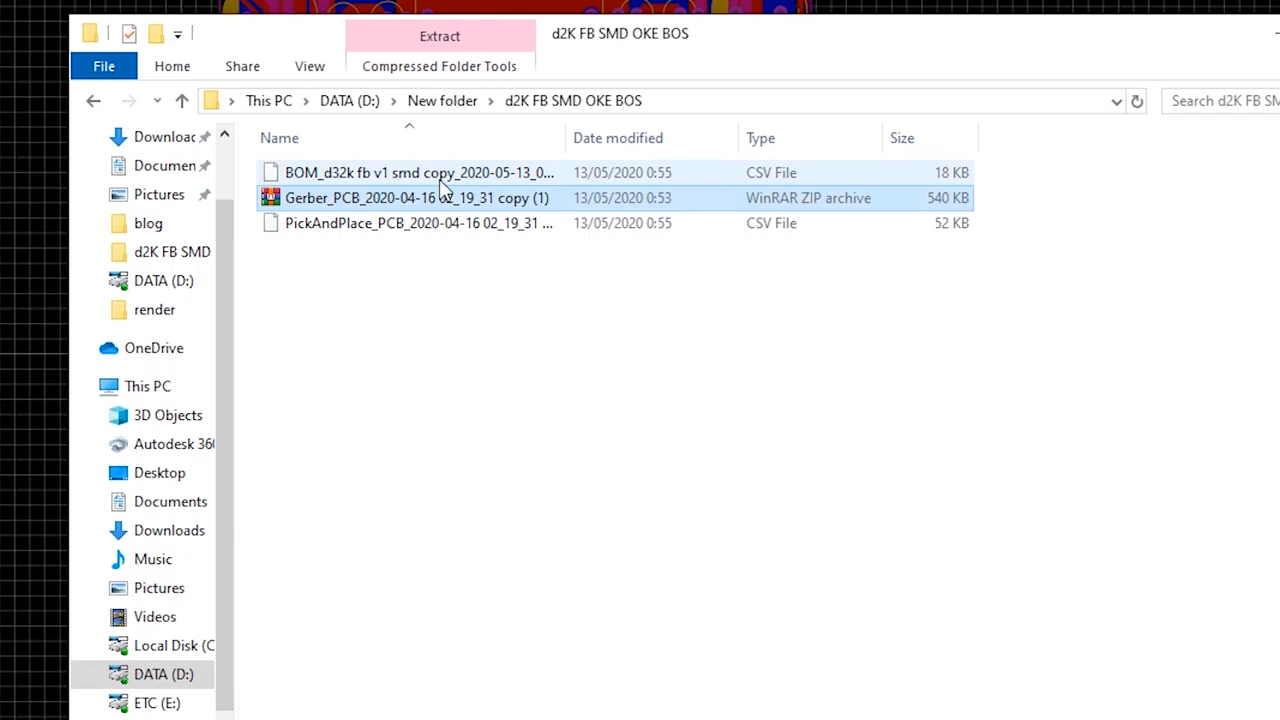 Extract
d2K FB SMD OKE BOS
File
Home
Share
View
Compressed Folder Tools
This PC
DATA (D:)
New folder
d2K FB SMD OKE BOS
Search d2K FB SM
Name
Date modified
Type
Size
BOM_d32k fb v1 smd copy_2020-05-13_0...
13/05/2020 0:55
CSV File
18 KB
Gerber_PCB_2020-04-16 02_19_31 copy (1)
13/05/2020 0:53
WinRAR ZIP archive
540 KB
PickAndPlace_PCB_2020-04-16 02_19_31 ...
13/05/2020 0:55
CSV File
52 KB
Downloac
Documen
Pictures
blog
d2K FB SMD
DATA (D:)
render
OneDrive
This PC
3D Objects
Autodesk 360
Desktop
Documents
Downloads
Music
Pictures
Videos
Local Disk (C
DATA (D:)
ETC (E:)